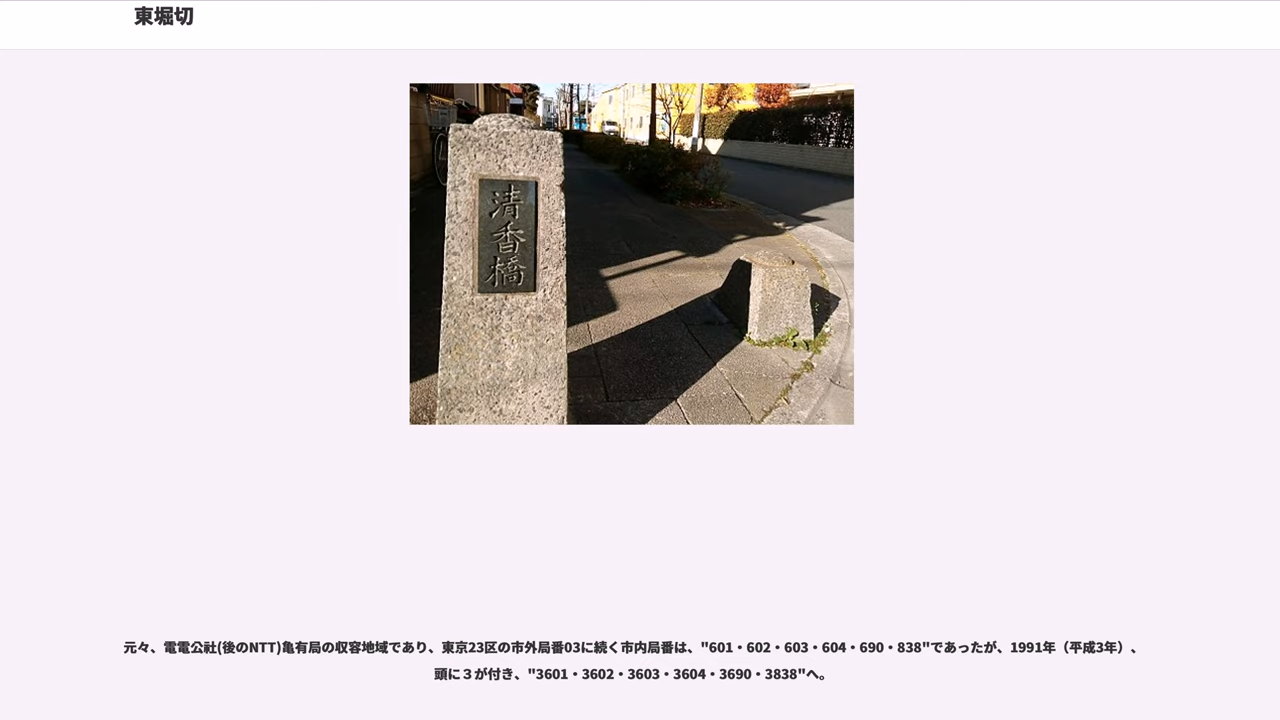 東堀切
清香橋
元々、電電公社(後のNTT)亀有局の収容地域であり、東京23区の市外局番03に続く市内局番は、"601・602・603・604・690・838"であったが、1991年（平成3年）、
頭に３が付き、"3601・3602・3603・3604・3690・3838"へ。